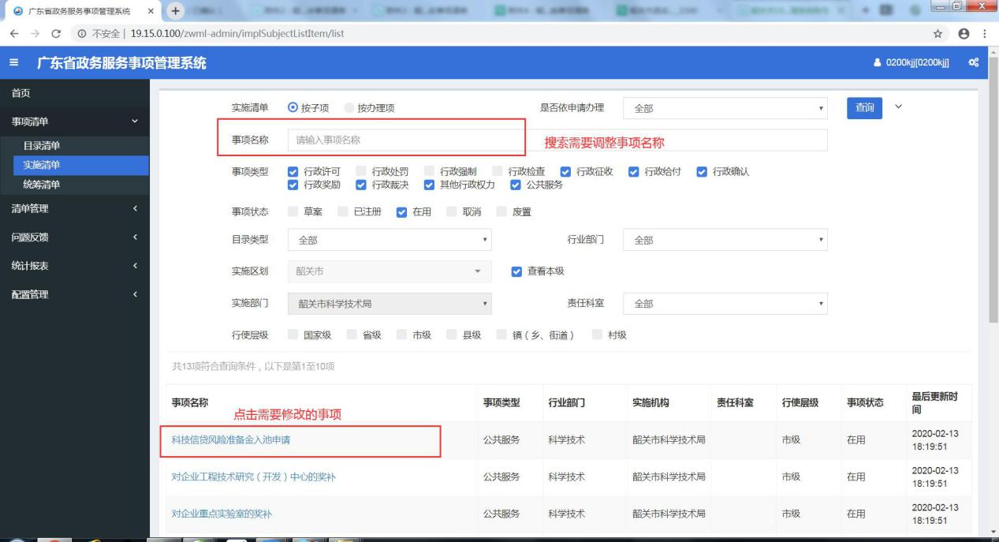 广东省政务服务事项管理系统
不安全 | 19.15.0.100/zwml-admin/implSubjectListItem/list
广东省政务服务事项管理系统
0200kjj[0200kjj]
首页
事项清单
目录清单
实施清单
统筹清单
清单管理
问题反馈
统计报表
配置管理
实施清单 按子项 按办理项 是否依申请办理 全部 查询
事项名称 请输入事项名称 搜索需要调整事项名称
事项类型 行政许可 行政处罚 行政强制 行政检查 行政征收 行政给付 行政确认
行政奖励 行政裁决 其他行政权力 公共服务
事项状态 草案 已注册 在用 取消 废置
目录类型 全部 行业部门 全部
实施区划 韶关市 查看本级
实施部门 韶关市科学技术局 责任科室 全部
行使层级 国家级 省级 市级 县级 镇（乡、街道） 村级
共13项符合查询条件，以下是第1至10项
事项名称 事项类型 行业部门 实施机构 责任科室 行使层级 事项状态 最后更新时
间
点击需要修改的事项
科技信贷风险准备金入池申请 公共服务 科学技术 韶关市科学技术局 市级 在用 2020-02-13
18:19:51
对企业工程技术研究（开发）中心的奖补 公共服务 科学技术 韶关市科学技术局 市级 在用 2020-02-13
18:19:51
对企业重点实验室的奖补 公共服务 科学技术 韶关市科学技术局 市级 在用 2020-02-13
18:19:51